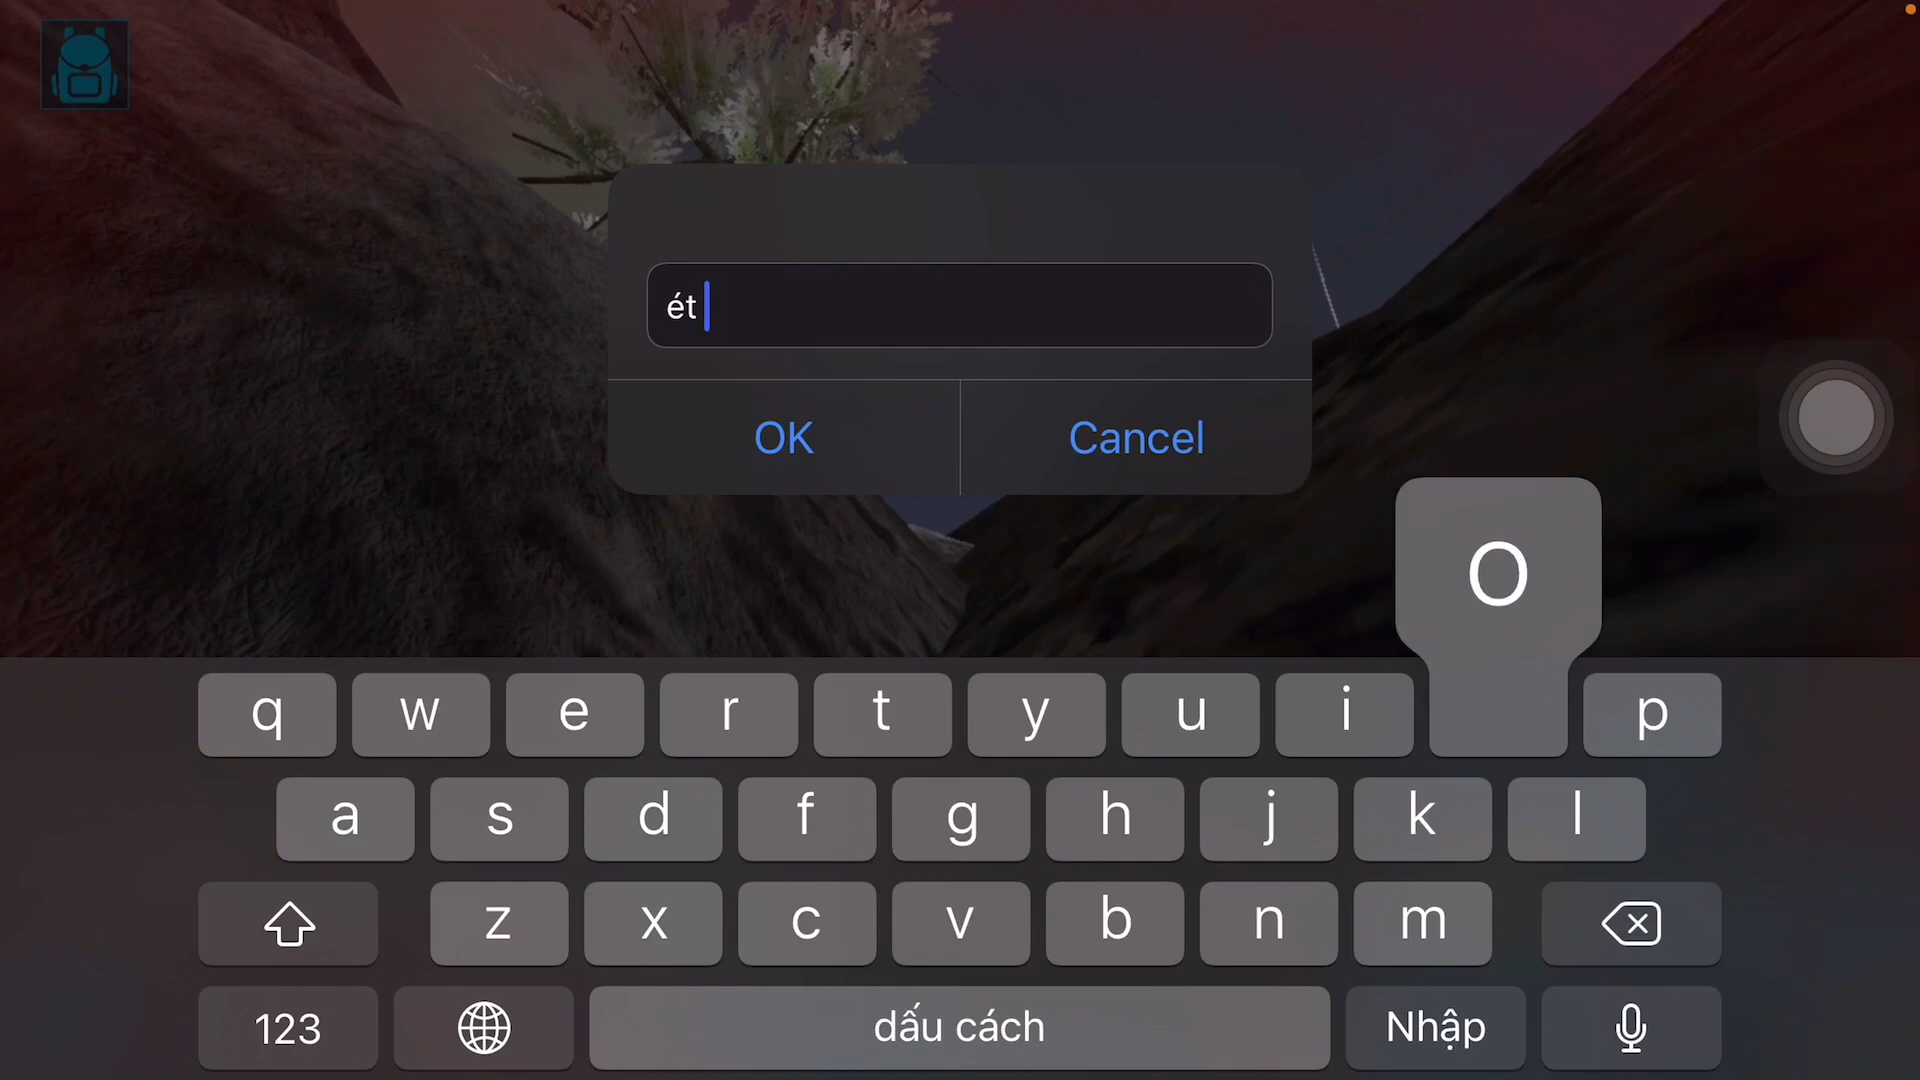 ét
OK Cancel
O
q w e r t y u i p
a s d f g h j k l
z x c v b n m
123 dấu cách Nhập